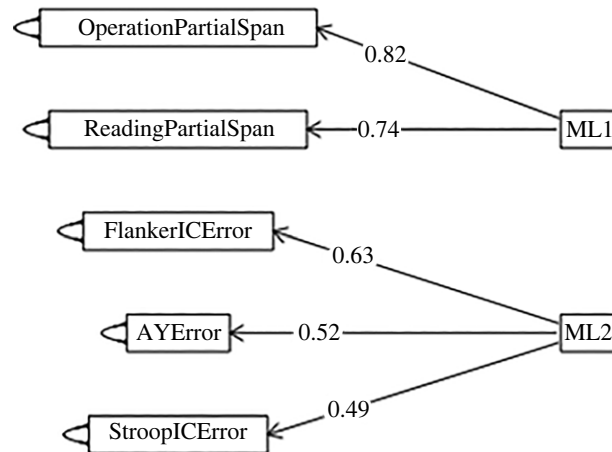 OperationPartialSpan
0.82
ReadingPartialSpan
0.74
ML1
FlankerICError
0.63
AYError
0.52
ML2
0.49
StroopICError